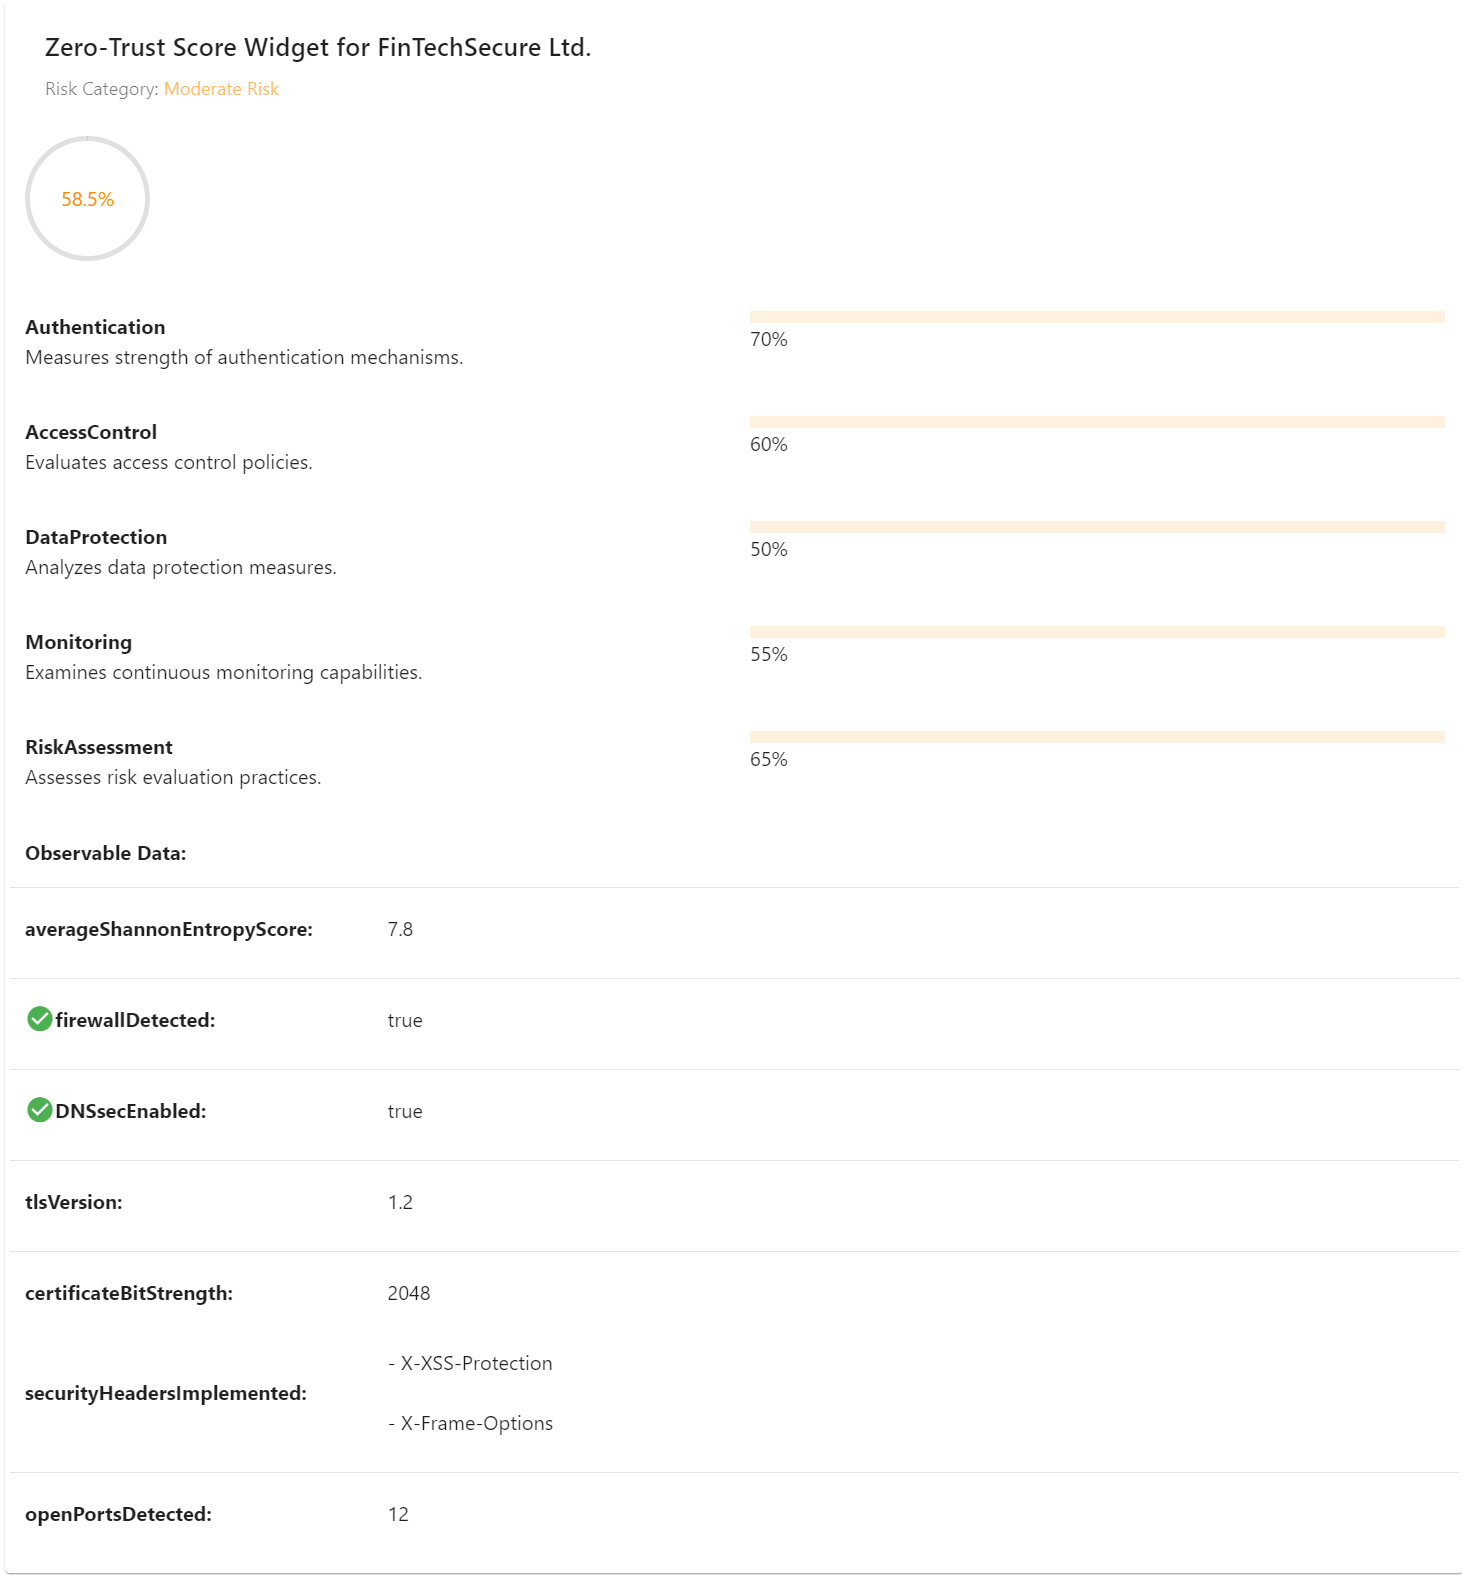 Zero-Trust Score Widget for FinTechSecure Ltd.
Risk Category: Moderate Risk
58.5%
Authentication
Measures strength of authentication mechanisms.
70%
AccessControl
Evaluates access control policies.
60%
DataProtection
Analyzes data protection measures.
50%
Monitoring
Examines continuous monitoring capabilities.
55%
RiskAssessment
Assesses risk evaluation practices.
65%
Observable Data:
averageShannonEntropyScore: 7.8
firewallDetected: true
DNSsecEnabled: true
tlsVersion: 1.2
certificateBitStrength: 2048
securityHeadersImplemented:
- X-XSS-Protection
- X-Frame-Options
openPortsDetected: 12